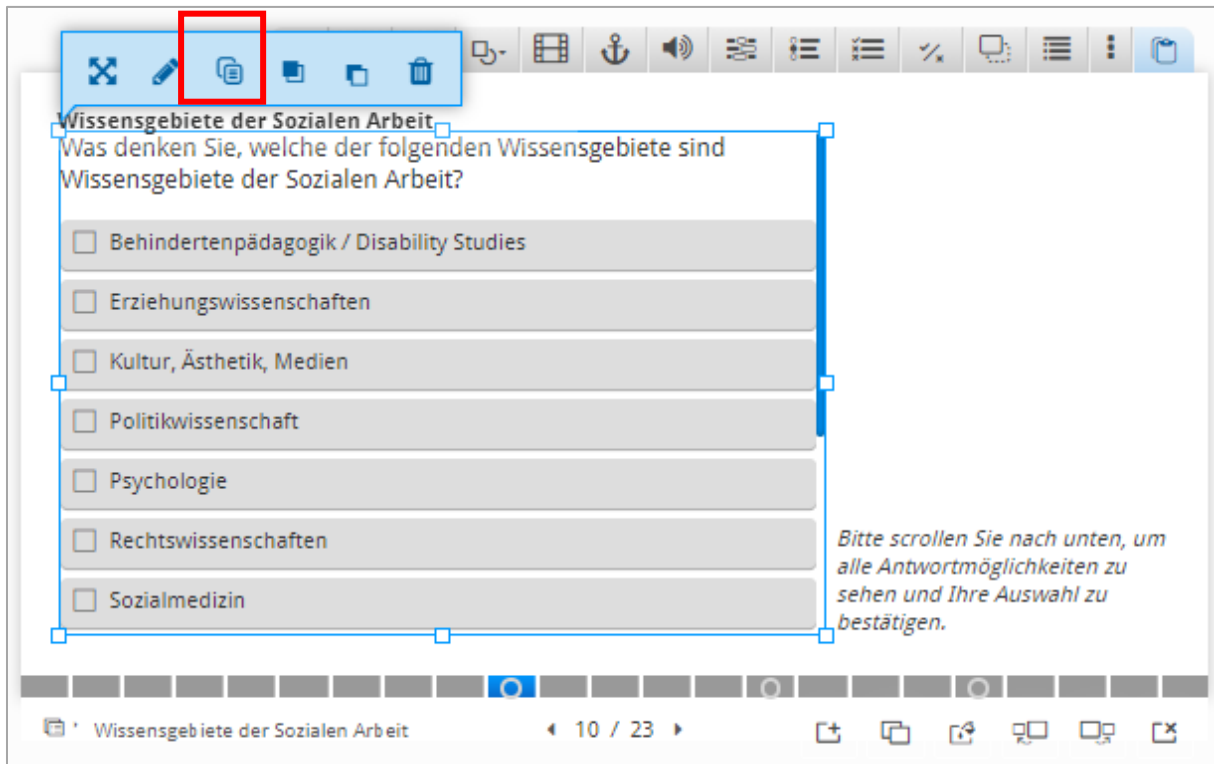 Wissensgebiete der Sozialen Arbeit
Was denken Sie, welche der folgenden Wissensgebiete sind
Wissensgebiete der Sozialen Arbeit?
Behindertenpädagogik / Disability Studies
Erziehungswissenschaften
Kultur, Ästhetik, Medien
Politikwissenschaft
Psychologie
Rechtswissenschaften
Sozialmedizin
Bitte scrollen Sie nach unten, um
alle Antwortmöglichkeiten zu
sehen und Ihre Auswahl zu
bestätigen.
Wissensgebiete der Sozialen Arbeit
10 / 23